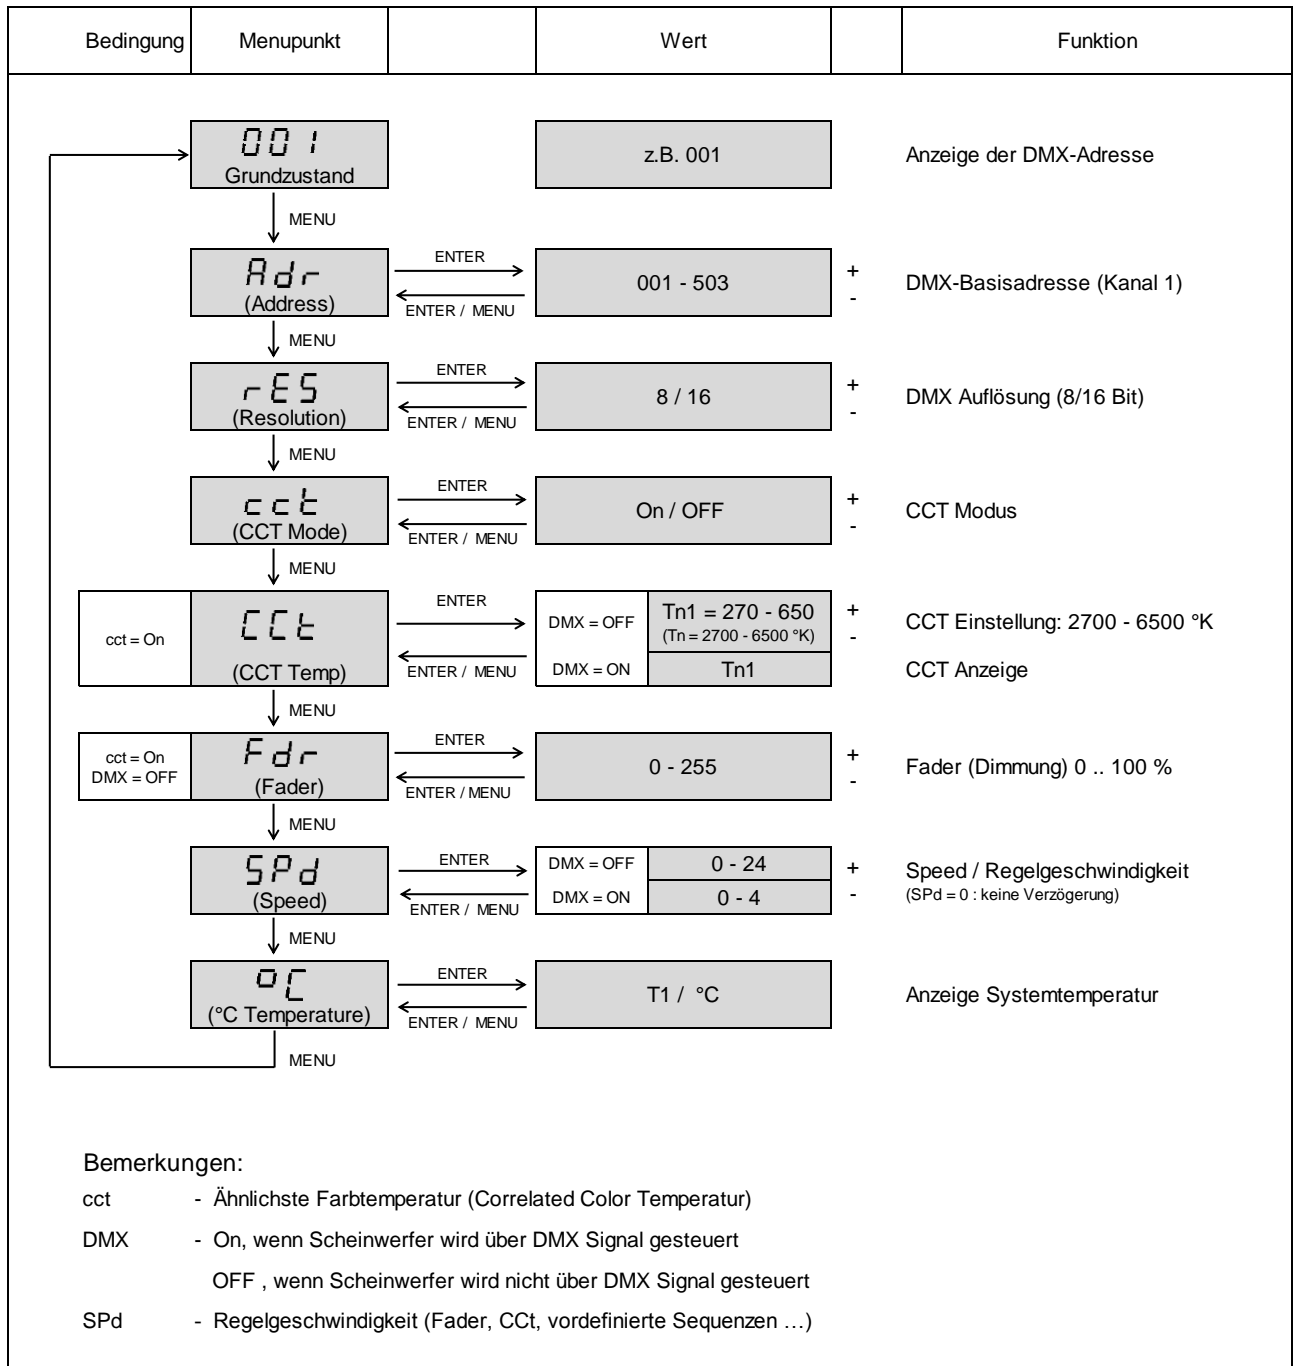 Bedingung Menupunkt Wert Funktion
001 z.B. 001 Anzeige der DMX-Adresse
Grundzustand
MENU
Adr ENTER 001 - 503 + DMX-Basisadresse (Kanal 1)
(Address) ENTER / MENU -
MENU
rES ENTER 8 / 16 + DMX Auflösung (8/16 Bit)
(Resolution) ENTER / MENU -
MENU
cct ENTER On / OFF + CCT Modus
(CCT Mode) ENTER / MENU -
MENU
cct = On CCt ENTER DMX = OFF Tn1 = 270 - 650 + CCT Einstellung: 2700 - 6500 °K
(Tn = 2700 - 6500 °K) -
(CCT Temp) ENTER / MENU DMX = ON Tn1 CCT Anzeige
MENU
cct = On Fdr ENTER 0 - 255 + Fader (Dimmung) 0 .. 100 %
DMX = OFF (Fader) ENTER / MENU -
MENU
SPd ENTER DMX = OFF 0 - 24 + Speed / Regelgeschwindigkeit
(Speed) ENTER / MENU DMX = ON 0 - 4 - (SPd = 0 : keine Verzögerung)
MENU
°C ENTER T1 / °C Anzeige Systemtemperatur
(°C Temperature) ENTER / MENU
MENU
Bemerkungen:
cct - Ähnlichste Farbtemperatur (Correlated Color Temperatur)
DMX - On, wenn Scheinwerfer wird über DMX Signal gesteuert
OFF , wenn Scheinwerfer wird nicht über DMX Signal gesteuert
SPd - Regelgeschwindigkeit (Fader, CCt, vordefinierte Sequenzen …)